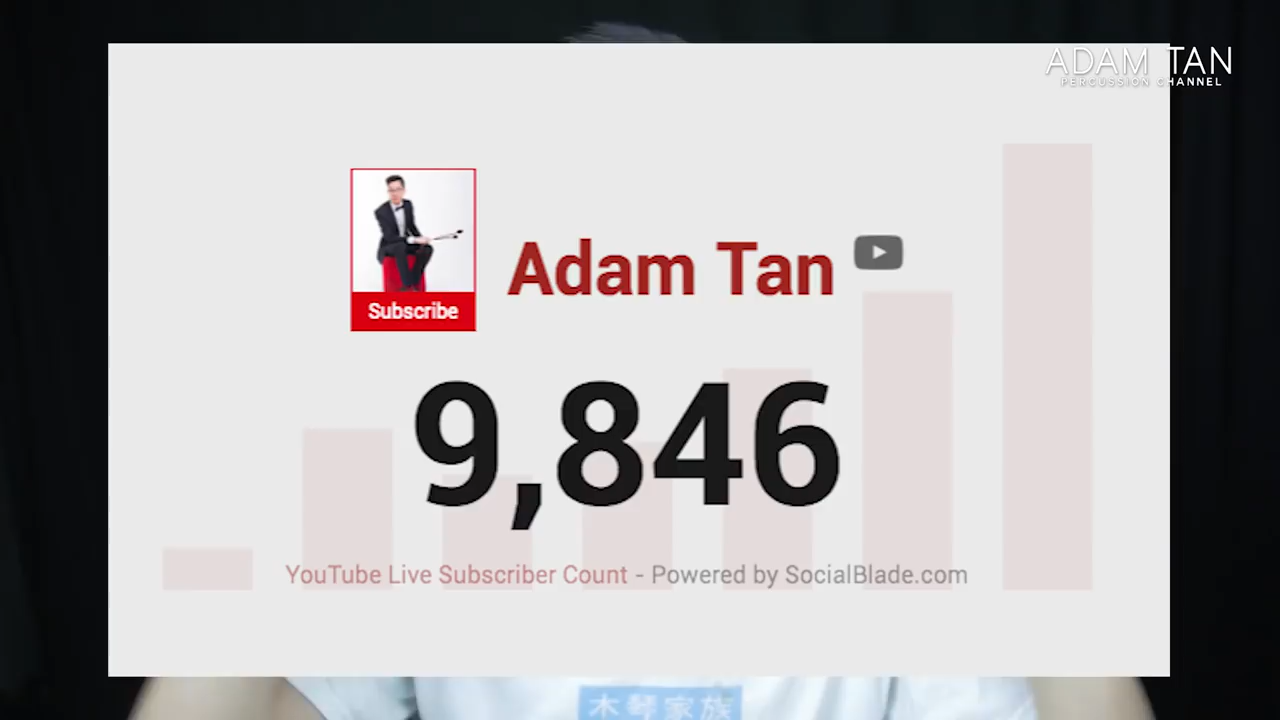 ADAM TAN
PERCUSSION CHANNEL
Adam Tan
Subscribe
9,846
YouTube Live Subscriber Count - Powered by SocialBlade.com
木琴家族